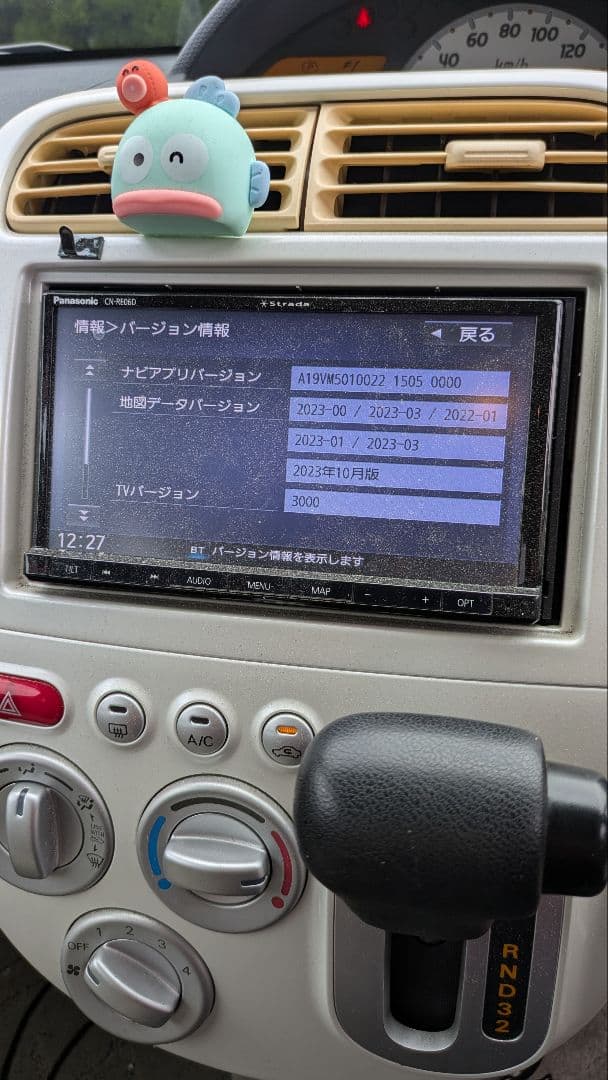 40 60 80 100 120
km/h
Panasonic CN-RE06D
Strada
情報>バージョン情報
戻る
ナビアプリバージョン
A19VM5010022 1505 0000
地図データバージョン
2023-00 / 2023-03 / 2022-01
2023-01 / 2023-03
2023年10月版
TVバージョン
3000
12:27
BT バージョン情報を表示します
TILT
AUDIO
MENU
MAP
-
+
OPT
A/C
OFF 1 2 3 4
R
N
D
3
2